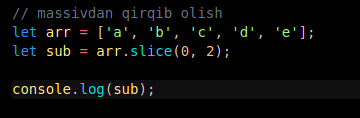 // massivdan qirqib olish
let arr = ['a', 'b', 'c', 'd', 'e'];
let sub = arr.slice(0, 2);
console.log(sub);